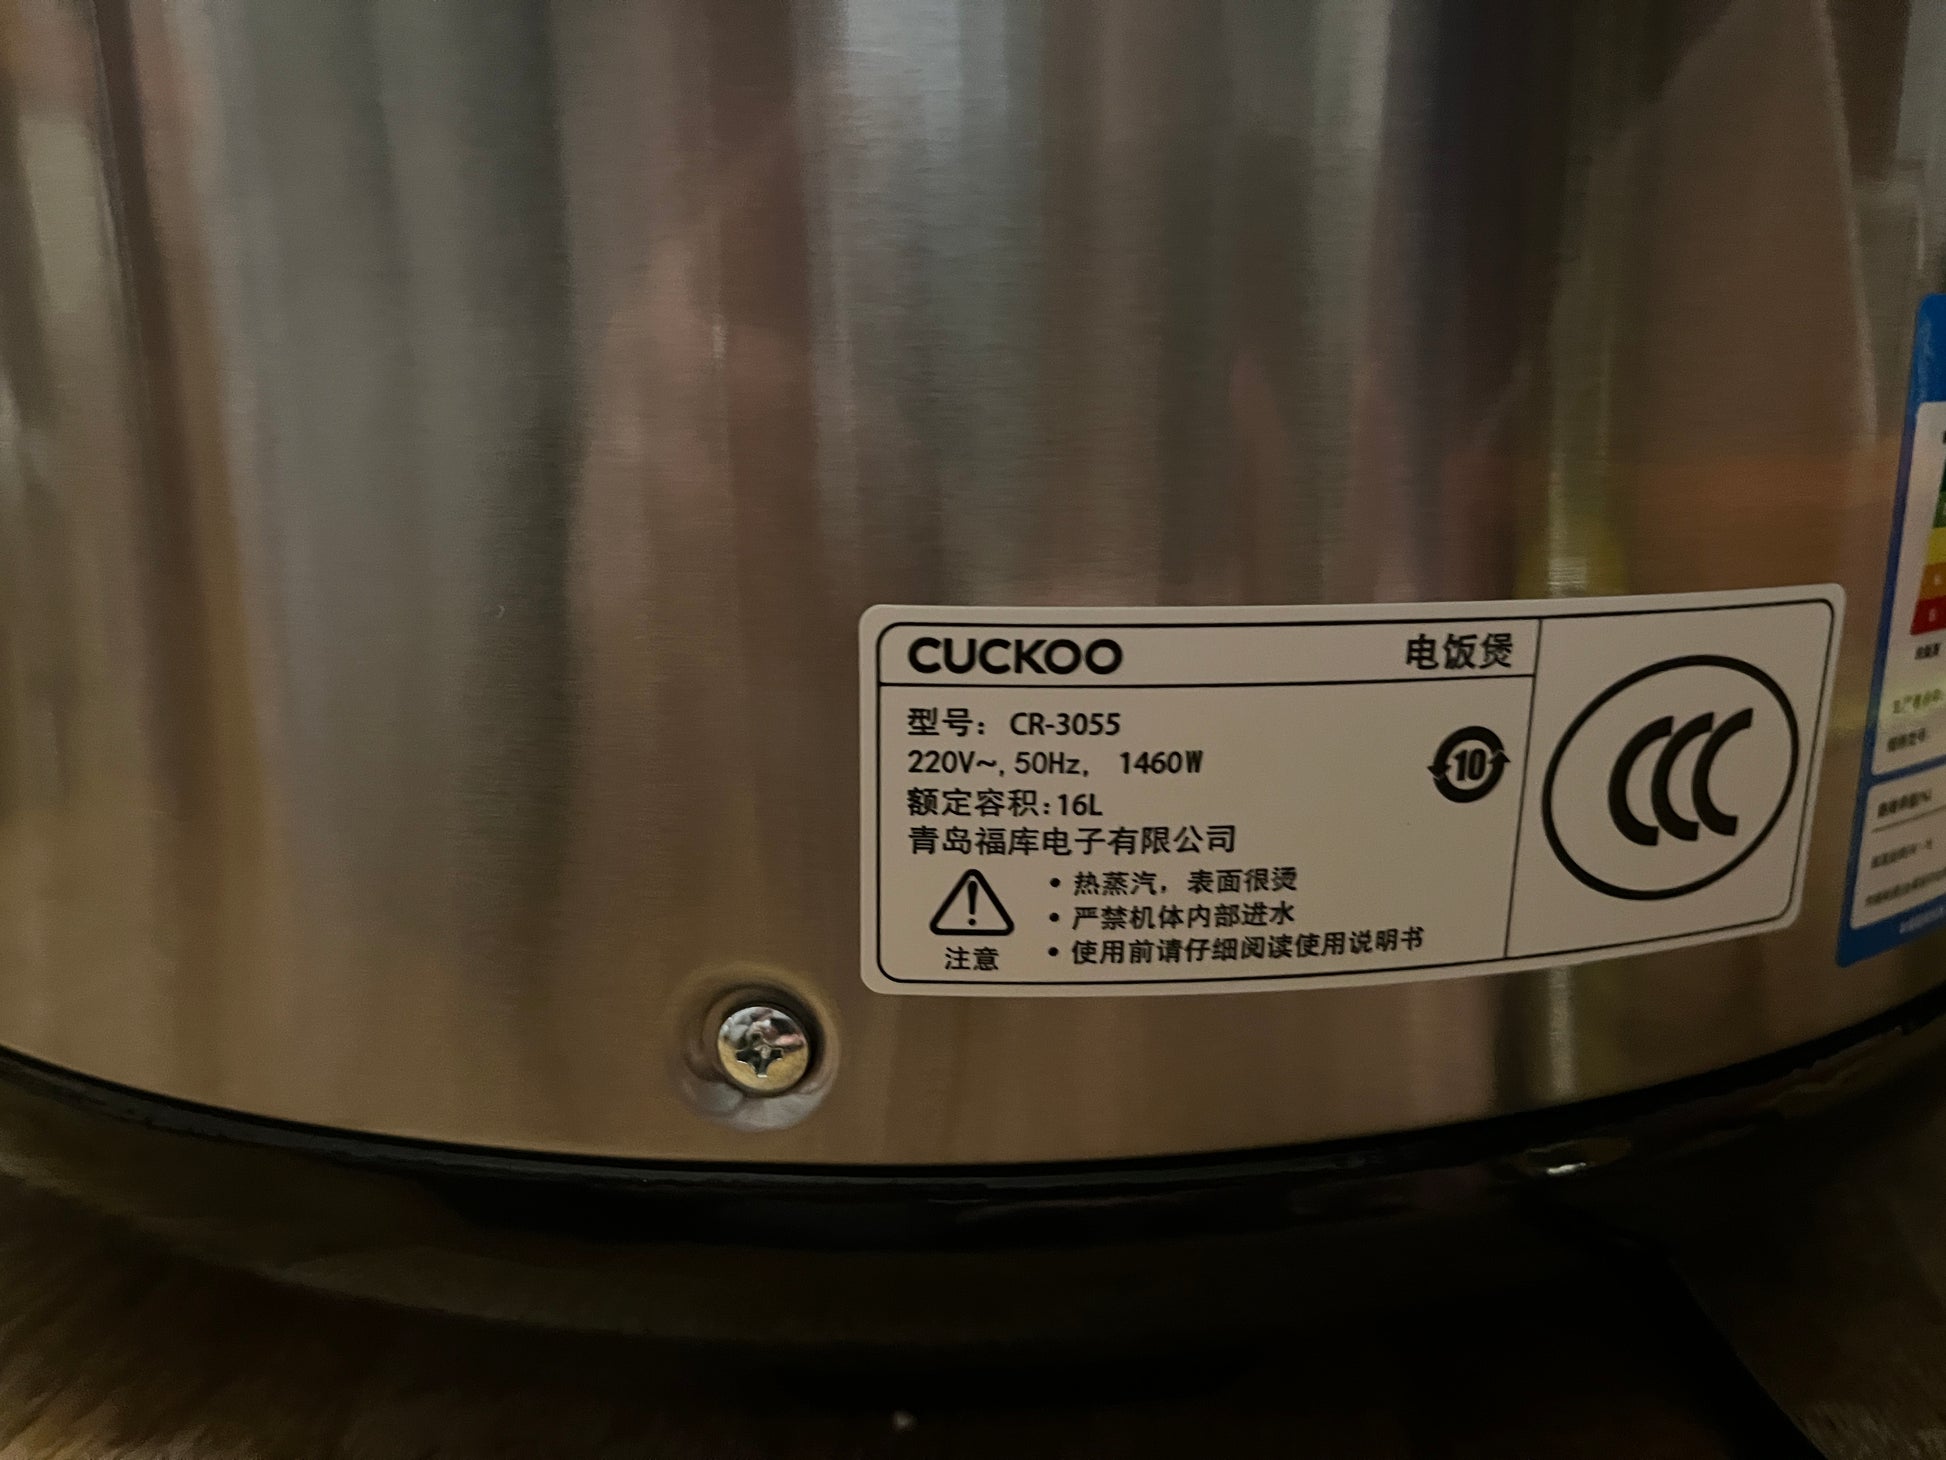 CUCKOO 电饭煲
型号： CR-3055
220V~, 50Hz, 1460W
额定容积: 16L
青岛福库电子有限公司
10
CCC
注意
• 热蒸汽，表面很烫
• 严禁机体内部进水
• 使用前请仔细阅读使用说明书